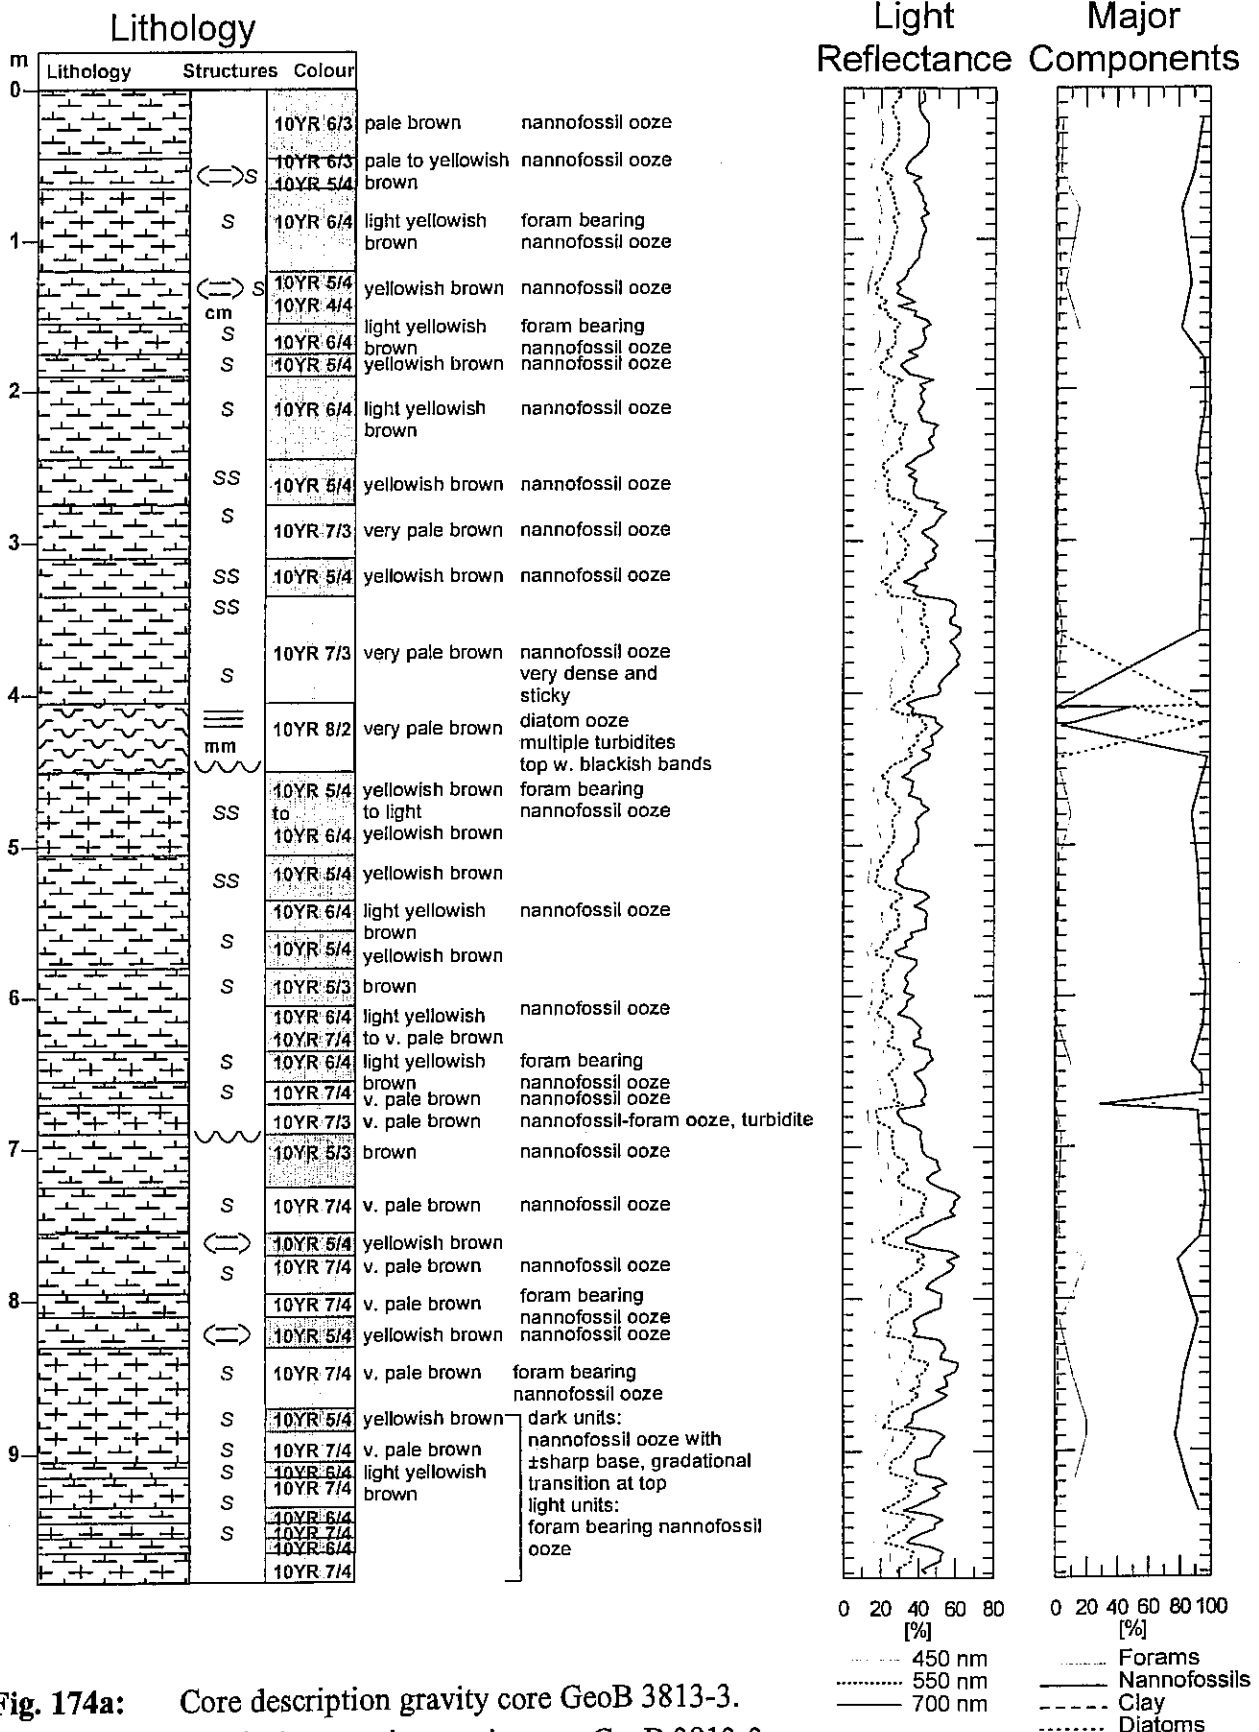 Lithology
Light Reflectance
Major Components
m
Lithology Structures Colour
0
10YR 6/3 pale brown nannofossil ooze
10YR 6/3 pale to yellowish nannofossil ooze
S 10YR 5/4 brown
S 10YR 6/4 light yellowish foram bearing
1 brown nannofossil ooze
S 10YR 5/4 yellowish brown nannofossil ooze
cm 10YR 4/4
S light yellowish foram bearing
10YR 6/4 brown nannofossil ooze
S 10YR 5/4 yellowish brown nannofossil ooze
2
S 10YR 6/4 light yellowish nannofossil ooze
brown
SS 10YR 5/4 yellowish brown nannofossil ooze
S
3 10YR 7/3 very pale brown nannofossil ooze
SS 10YR 5/4 yellowish brown nannofossil ooze
SS
10YR 7/3 very pale brown nannofossil ooze
S very dense and
4 sticky
10YR 8/2 very pale brown diatom ooze
mm multiple turbidites
top w. blackish bands
10YR 5/4 yellowish brown foram bearing
SS to to light nannofossil ooze
10YR 6/4 yellowish brown
5
SS 10YR 5/4 yellowish brown
10YR 6/4 light yellowish nannofossil ooze
brown
S 10YR 5/4 yellowish brown
S 10YR 5/3 brown
6 nannofossil ooze
10YR 6/4 light yellowish
10YR 7/4 to v. pale brown
S 10YR 6/4 light yellowish foram bearing
brown nannofossil ooze
S 10YR 7/4 v. pale brown nannofossil ooze
10YR 7/3 v. pale brown nannofossil-foram ooze, turbidite
7 10YR 5/3 brown nannofossil ooze
S 10YR 7/4 v. pale brown nannofossil ooze
10YR 5/4 yellowish brown
S 10YR 7/4 v. pale brown nannofossil ooze
8 10YR 7/4 v. pale brown foram bearing
nannofossil ooze
10YR 5/4 yellowish brown nannofossil ooze
S 10YR 7/4 v. pale brown foram bearing
nannofossil ooze
S 10YR 5/4 yellowish brown dark units:
nannofossil ooze with
S 10YR 7/4 v. pale brown ±sharp base, gradational
9
S 10YR 6/4 light yellowish transition at top
10YR 7/4 brown
S light units:
10YR 6/4
S 10YR 7/4 foram bearing nannofossil
10YR 6/4 ooze
10YR 7/4
0 20 40 60 80
[%]
450 nm
550 nm
700 nm
0 20 40 60 80 100
[%]
Forams
Nannofossils
Clay
Diatoms
Fig. 174a: Core description gravity core GeoB 3813-3.